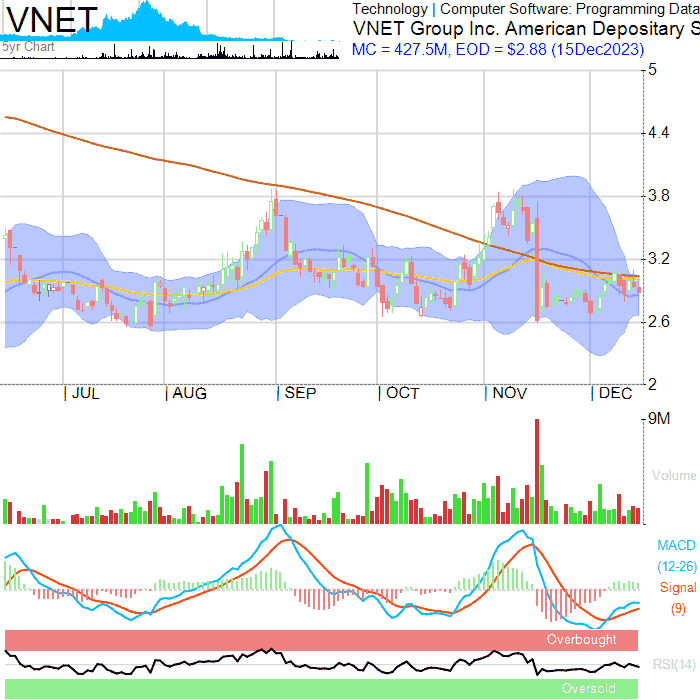 VNET
5yr Chart
Technology | Computer Software: Programming Data
VNET Group Inc. American Depositary S
MC = 427.5M, EOD = $2.88 (15Dec2023)
5
4.4
3.8
3.2
2.6
2
JUL AUG SEP OCT NOV DEC
9M
Volume
MACD
(12-26)
Signal
(9)
Overbought
RSI(14)
Oversold